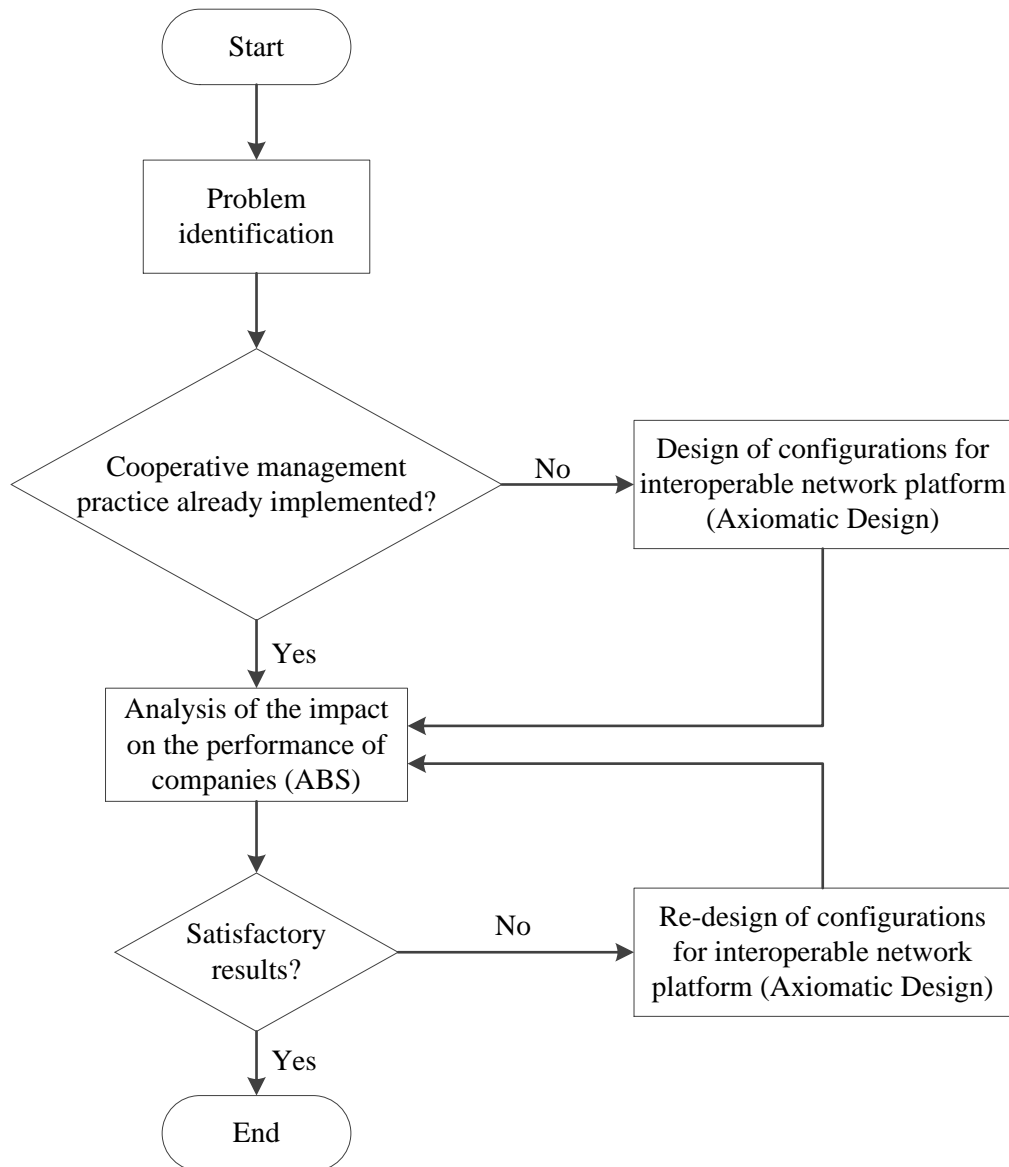 Start
Problem
identification
Cooperative management
practice already implemented?
No
Design of configurations for
interoperable network platform
(Axiomatic Design)
Yes
Analysis of the impact
on the performance of
companies (ABS)
Satisfactory
results?
No
Re-design of configurations
for interoperable network
platform (Axiomatic Design)
Yes
End